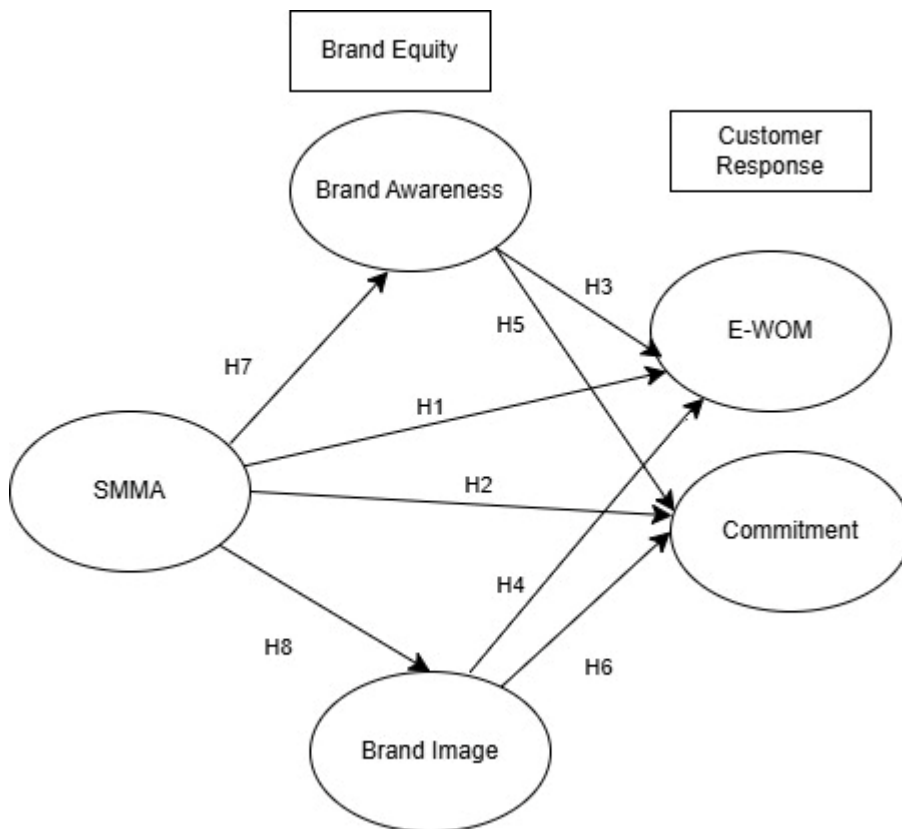 Brand Equity
Customer
Response
Brand Awareness
H3
E-WOM
H5
H7
H1
SMMA
H2
Commitment
H4
H8
H6
Brand Image